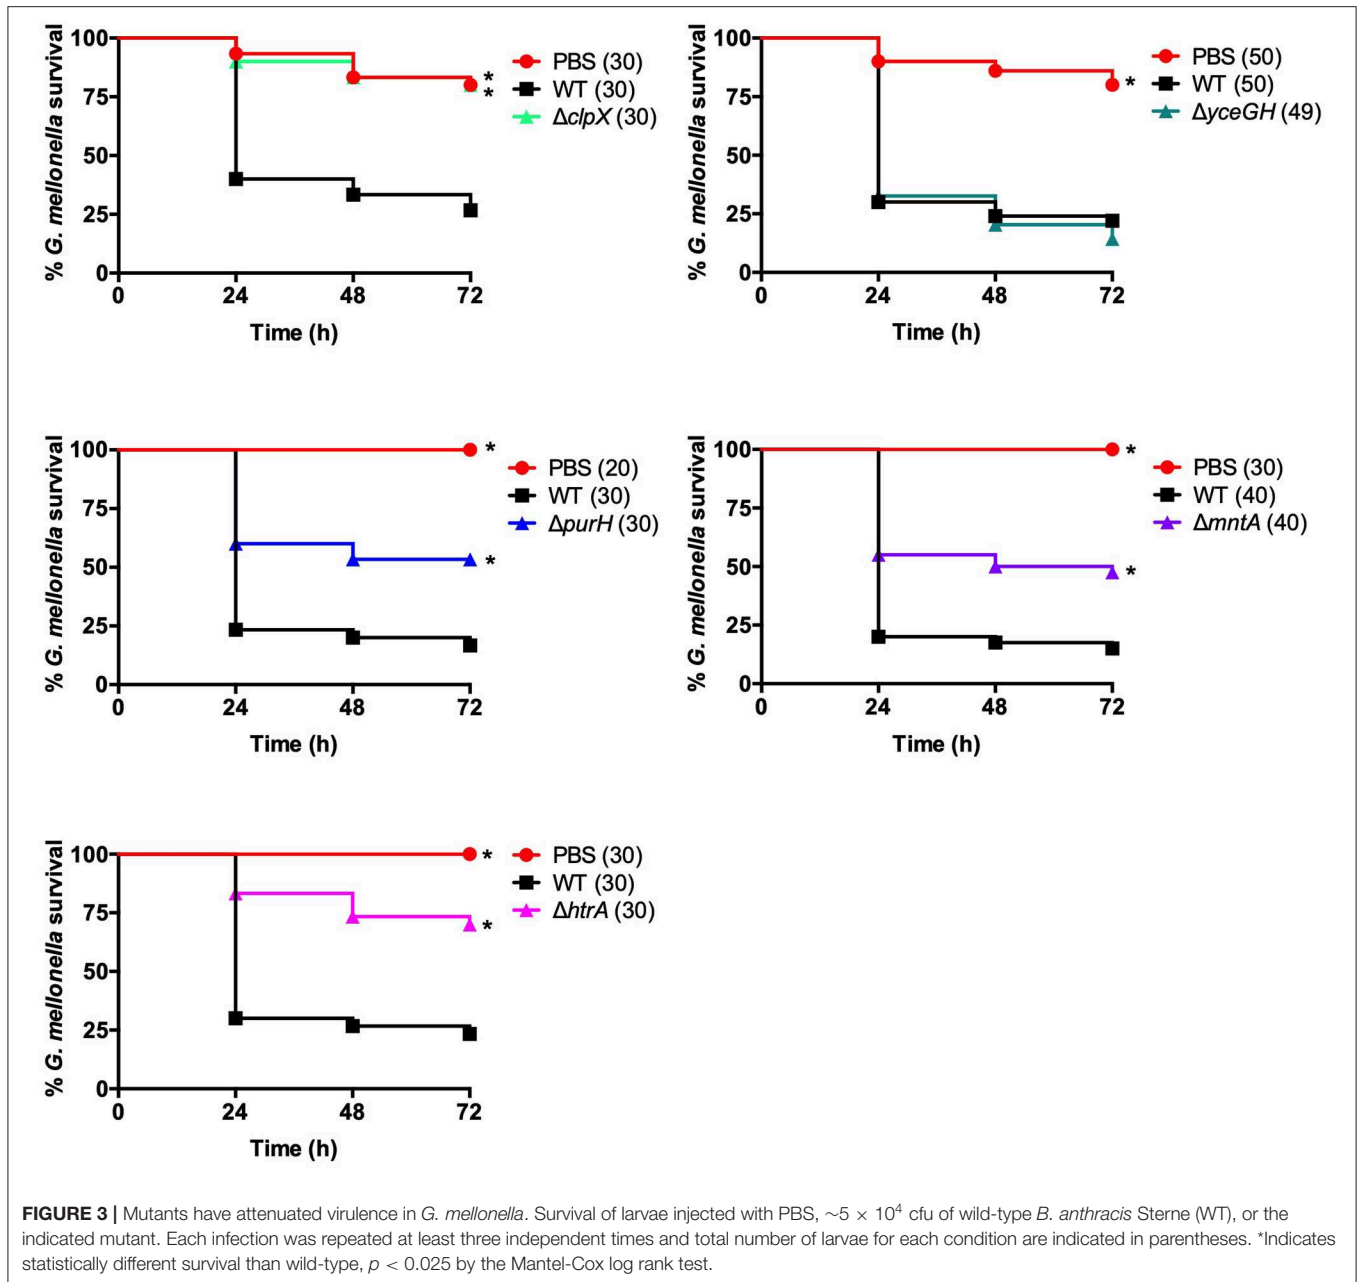 100
75
50
25
0
% G. mellonella survival
0 24 48 72
Time (h)
*
*
PBS (30)
WT (30)
ΔclpX (30)
100
75
50
25
0
% G. mellonella survival
0 24 48 72
Time (h)
*
PBS (50)
WT (50)
ΔyceGH (49)
100
75
50
25
0
% G. mellonella survival
0 24 48 72
Time (h)
*
*
PBS (20)
WT (30)
ΔpurH (30)
100
75
50
25
0
% G. mellonella survival
0 24 48 72
Time (h)
*
*
PBS (30)
WT (40)
ΔmntA (40)
100
75
50
25
0
% G. mellonella survival
0 24 48 72
Time (h)
*
*
PBS (30)
WT (30)
ΔhtrA (30)
FIGURE 3 | Mutants have attenuated virulence in G. mellonella. Survival of larvae injected with PBS, ~5 × 10⁴ cfu of wild-type B. anthracis Sterne (WT), or the
indicated mutant. Each infection was repeated at least three independent times and total number of larvae for each condition are indicated in parentheses. *Indicates
statistically different survival than wild-type, p < 0.025 by the Mantel-Cox log rank test.